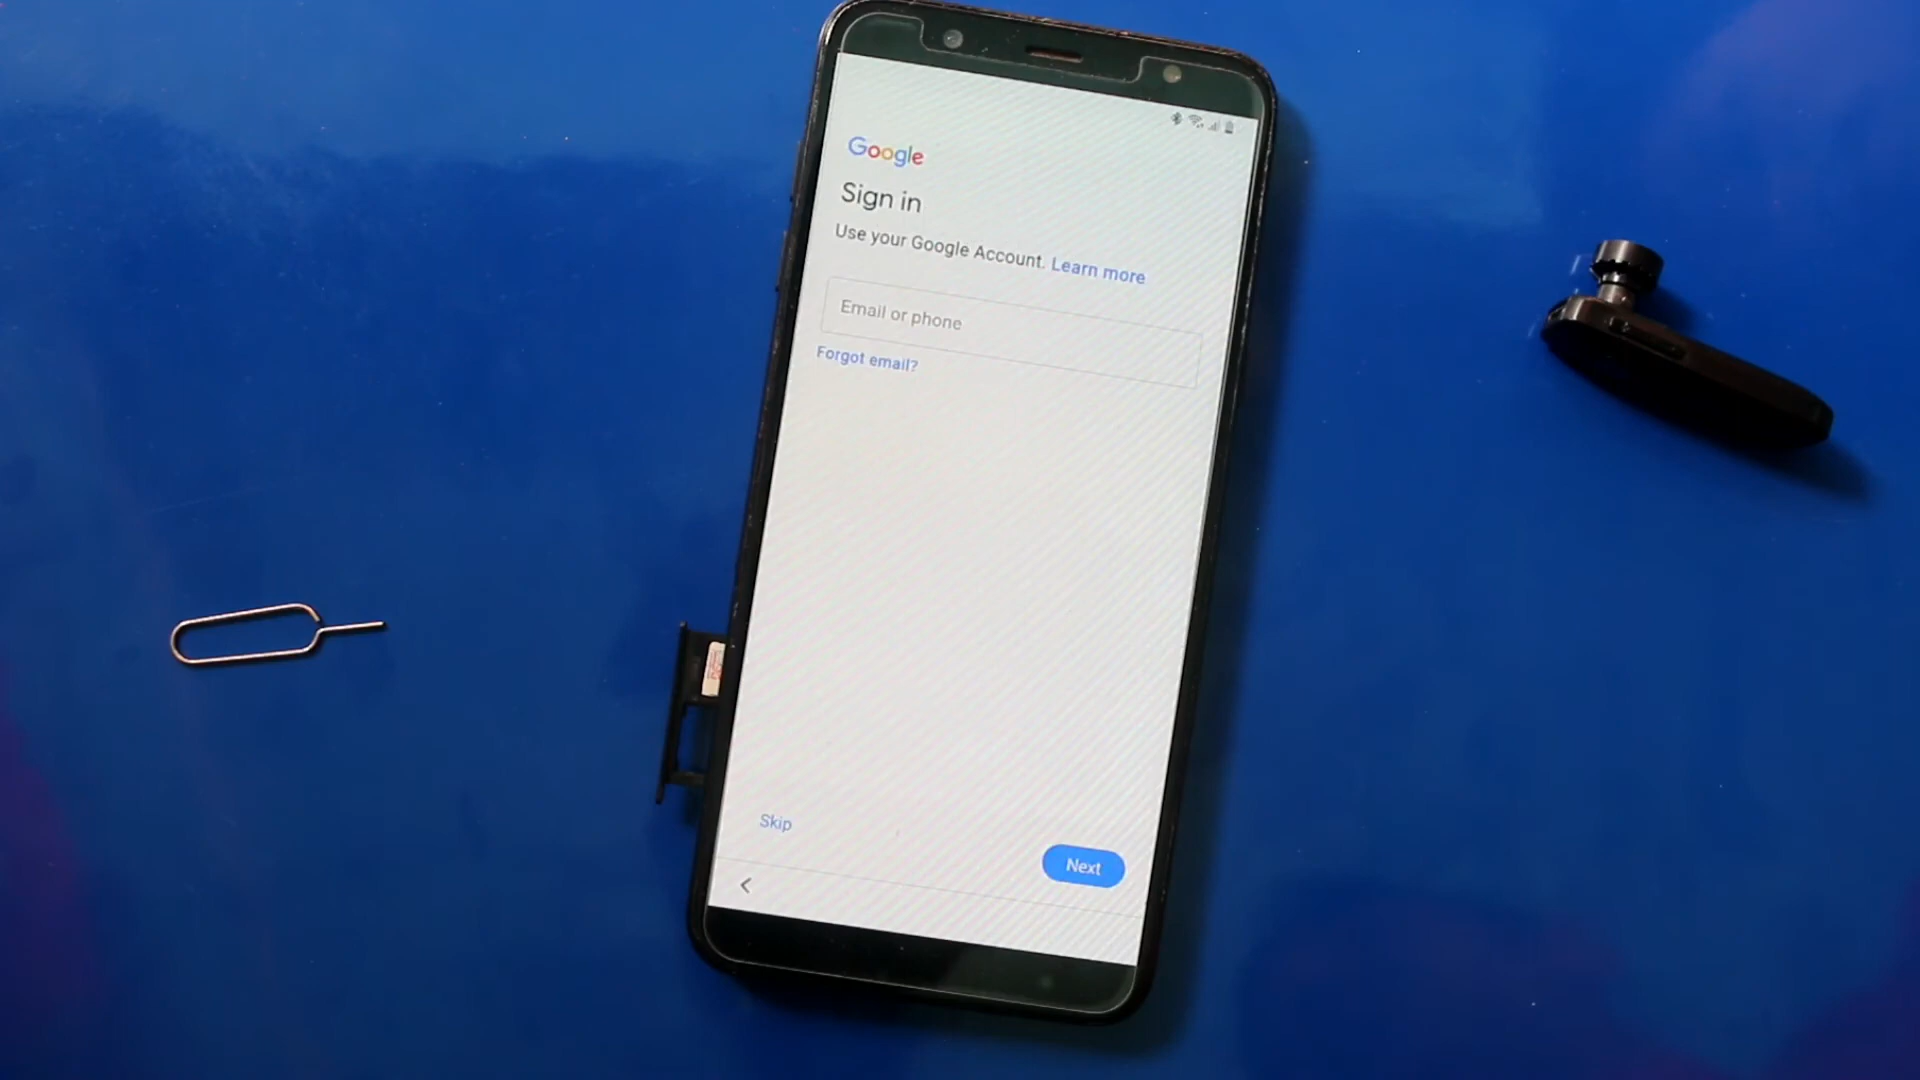 Google
Sign in
Use your Google Account. Learn more
Email or phone
Forgot email?
Skip
Next